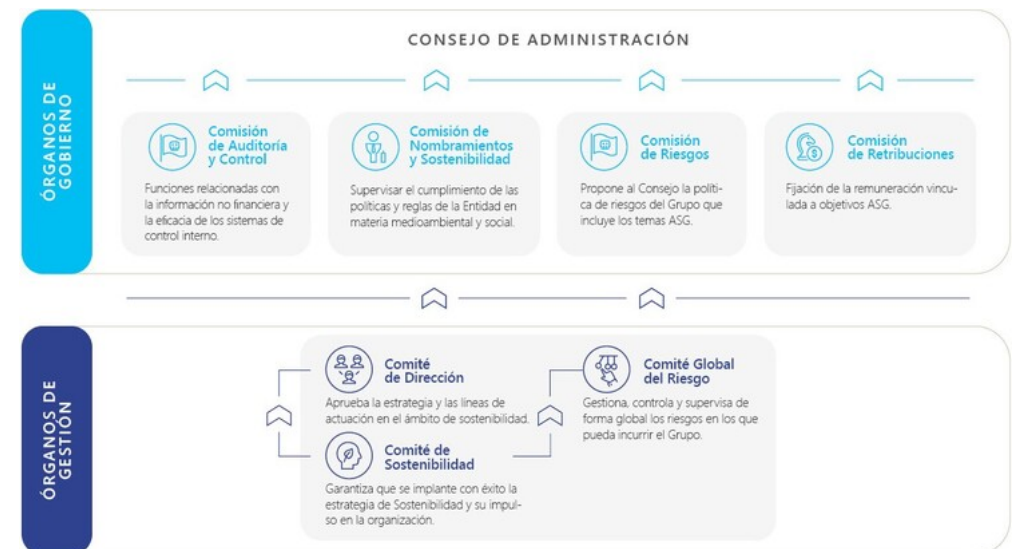 CONSEJO DE ADMINISTRACIÓN
ÓRGANOS DE
GOBIERNO
Comisión
de Auditoría
y Control
Funciones relacionadas con
la información no financiera y
la eficacia de los sistemas de
control interno.
Comisión de
Nombramientos
y Sostenibilidad
Supervisar el cumplimiento de las
políticas y reglas de la Entidad en
materia medioambiental y social.
Comisión
de Riesgos
Propone al Consejo la políti-
ca de riesgos del Grupo que
incluye los temas ASG.
Comisión
de Retribuciones
Fijación de la remuneración vincu-
lada a objetivos ASG.
ÓRGANOS DE
GESTIÓN
Comité
de Dirección
Aprueba la estrategia y las líneas de
actuación en el ámbito de sostenibilidad.
Comité de
Sostenibilidad
Garantiza que se implante con éxito la
estrategia de Sostenibilidad y su impul-
so en la organización.
Comité Global
del Riesgo
Gestiona, controla y supervisa de
forma global los riesgos en los que
pueda incurrir el Grupo.